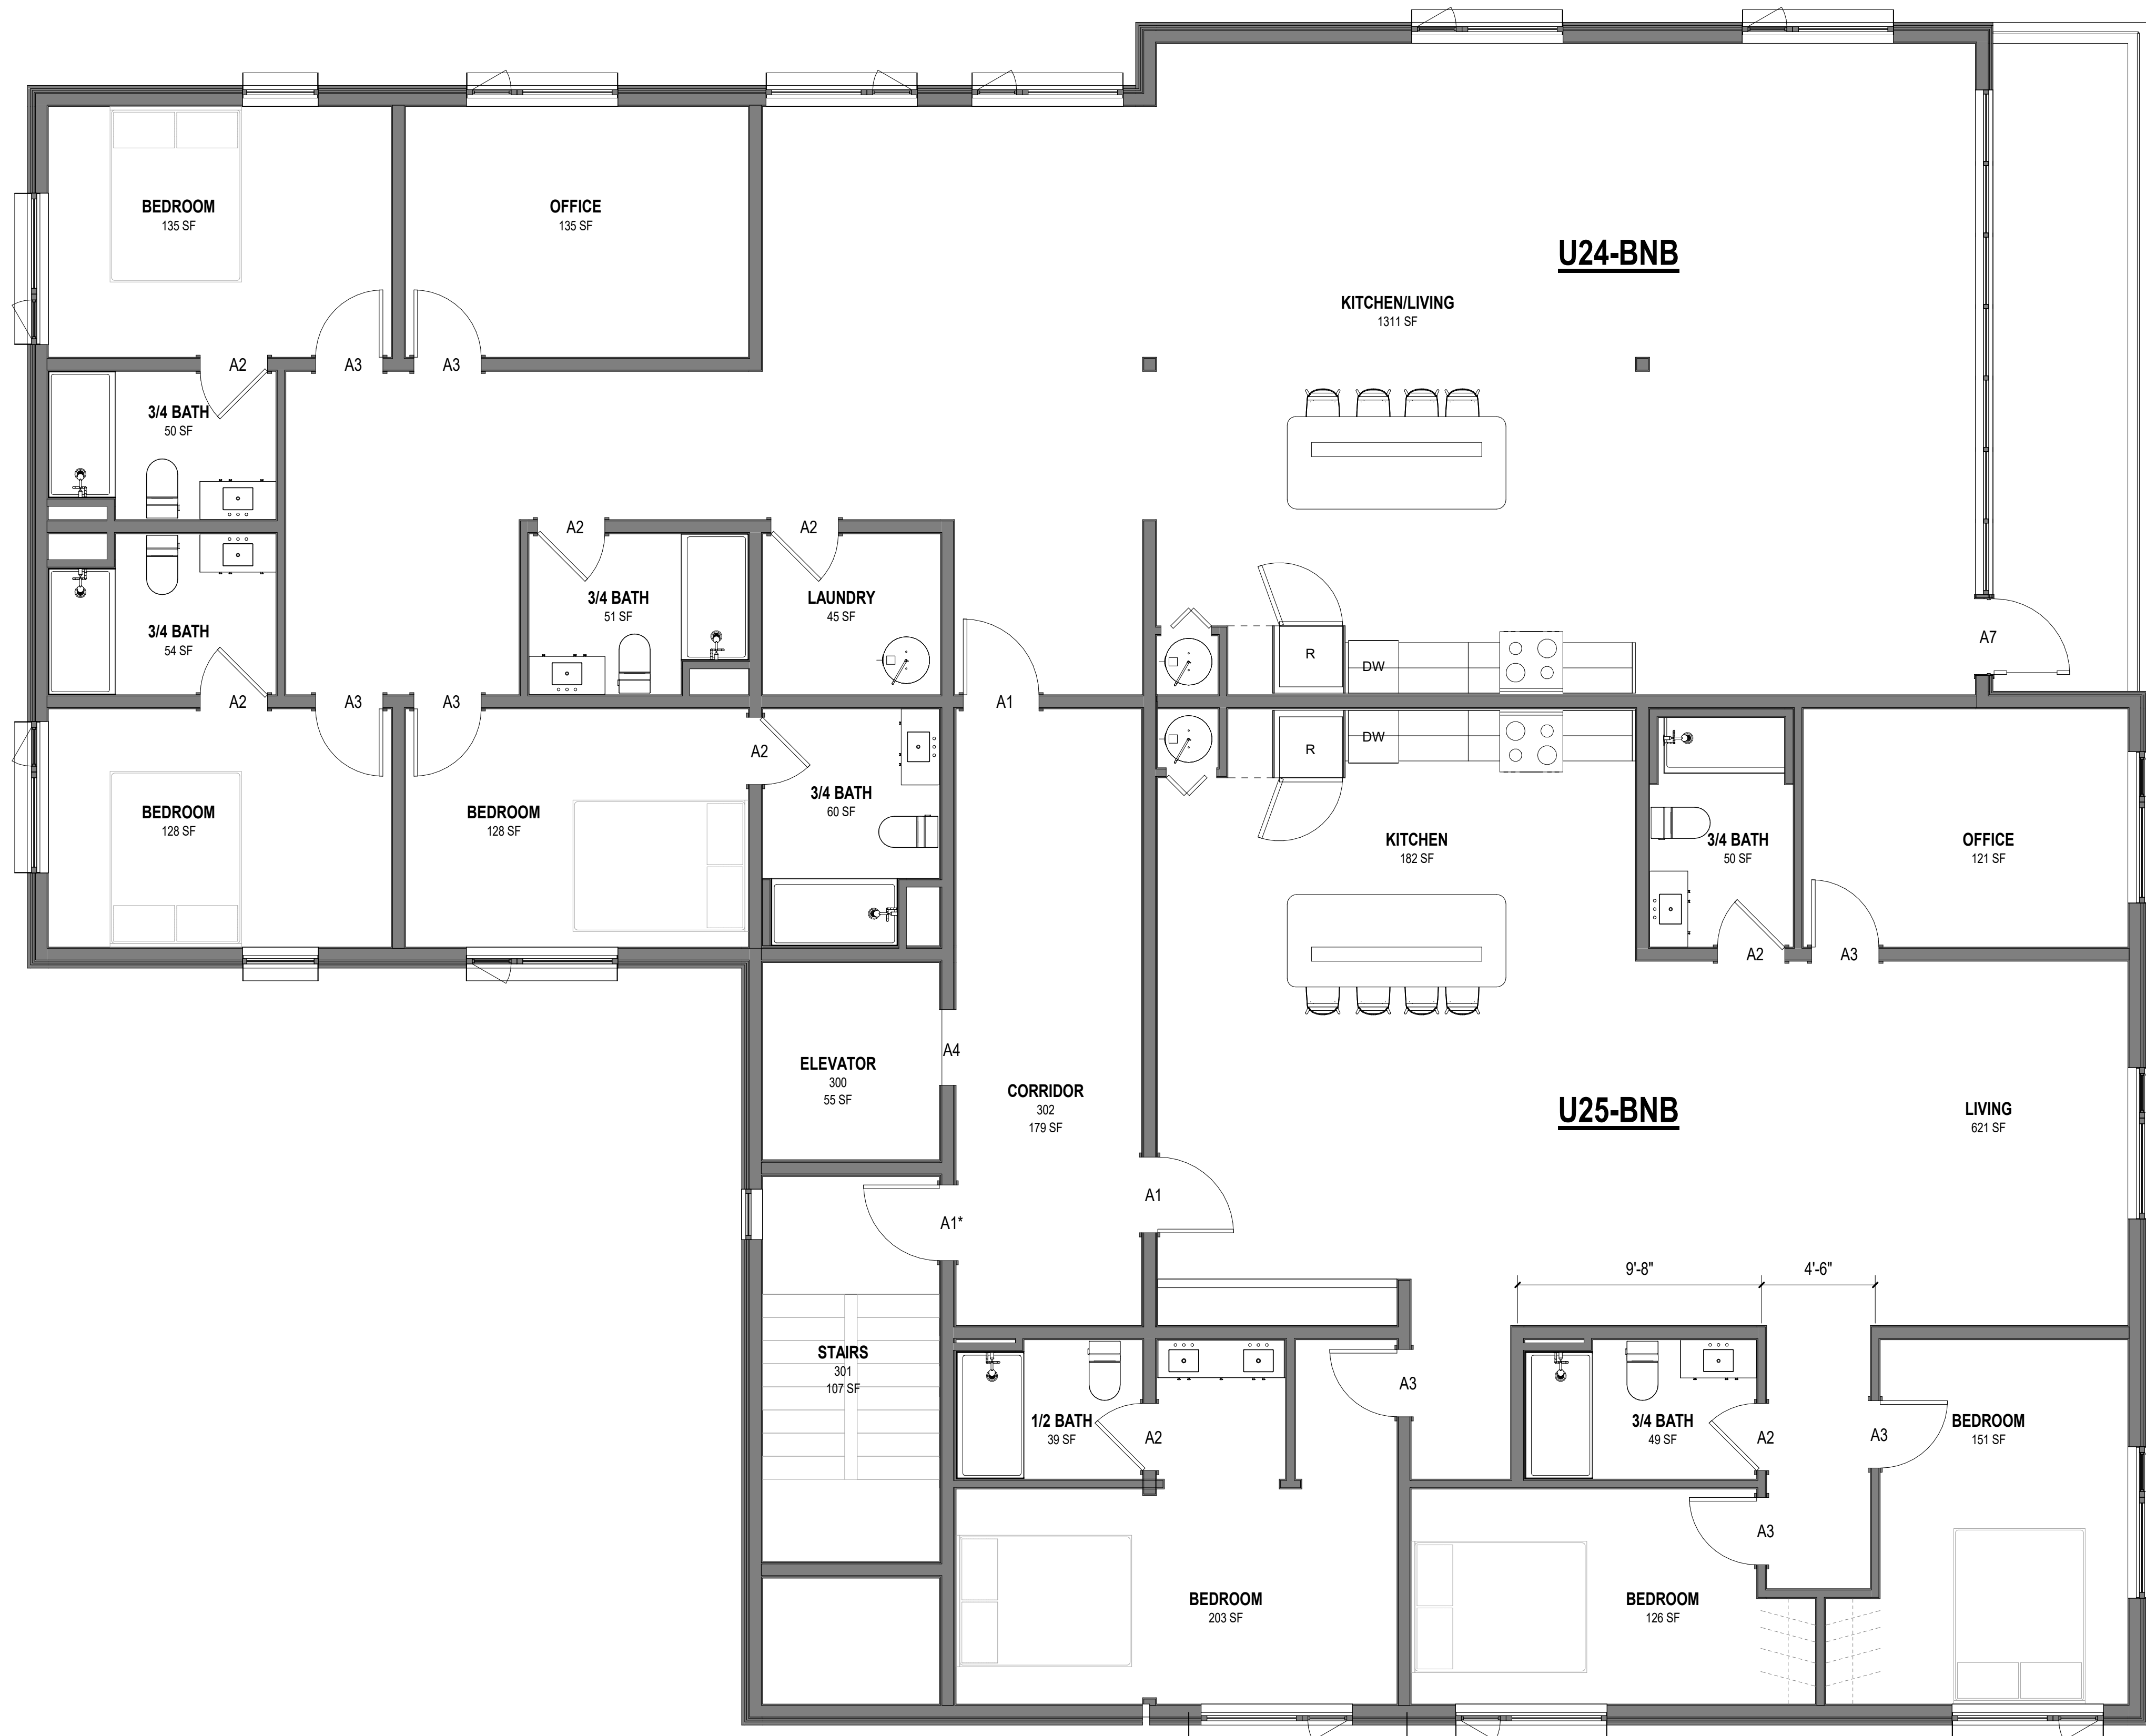 BEDROOM
135 SF
OFFICE
135 SF
U24-BNB
KITCHEN/LIVING
1311 SF
A2
A3
A3
3/4 BATH
50 SF
A2
A2
3/4 BATH
51 SF
LAUNDRY
45 SF
3/4 BATH
54 SF
A7
R
DW
A2
A3
A3
A1
A2
R
DW
BEDROOM
128 SF
BEDROOM
128 SF
3/4 BATH
60 SF
KITCHEN
182 SF
3/4 BATH
50 SF
OFFICE
121 SF
A2
A3
A4
ELEVATOR
300
55 SF
CORRIDOR
302
179 SF
U25-BNB
LIVING
621 SF
A1
A1*
9'-8"
4'-6"
STAIRS
301
107 SF
A3
1/2 BATH
39 SF
A2
3/4 BATH
49 SF
A2
A3
BEDROOM
151 SF
A3
BEDROOM
203 SF
BEDROOM
126 SF